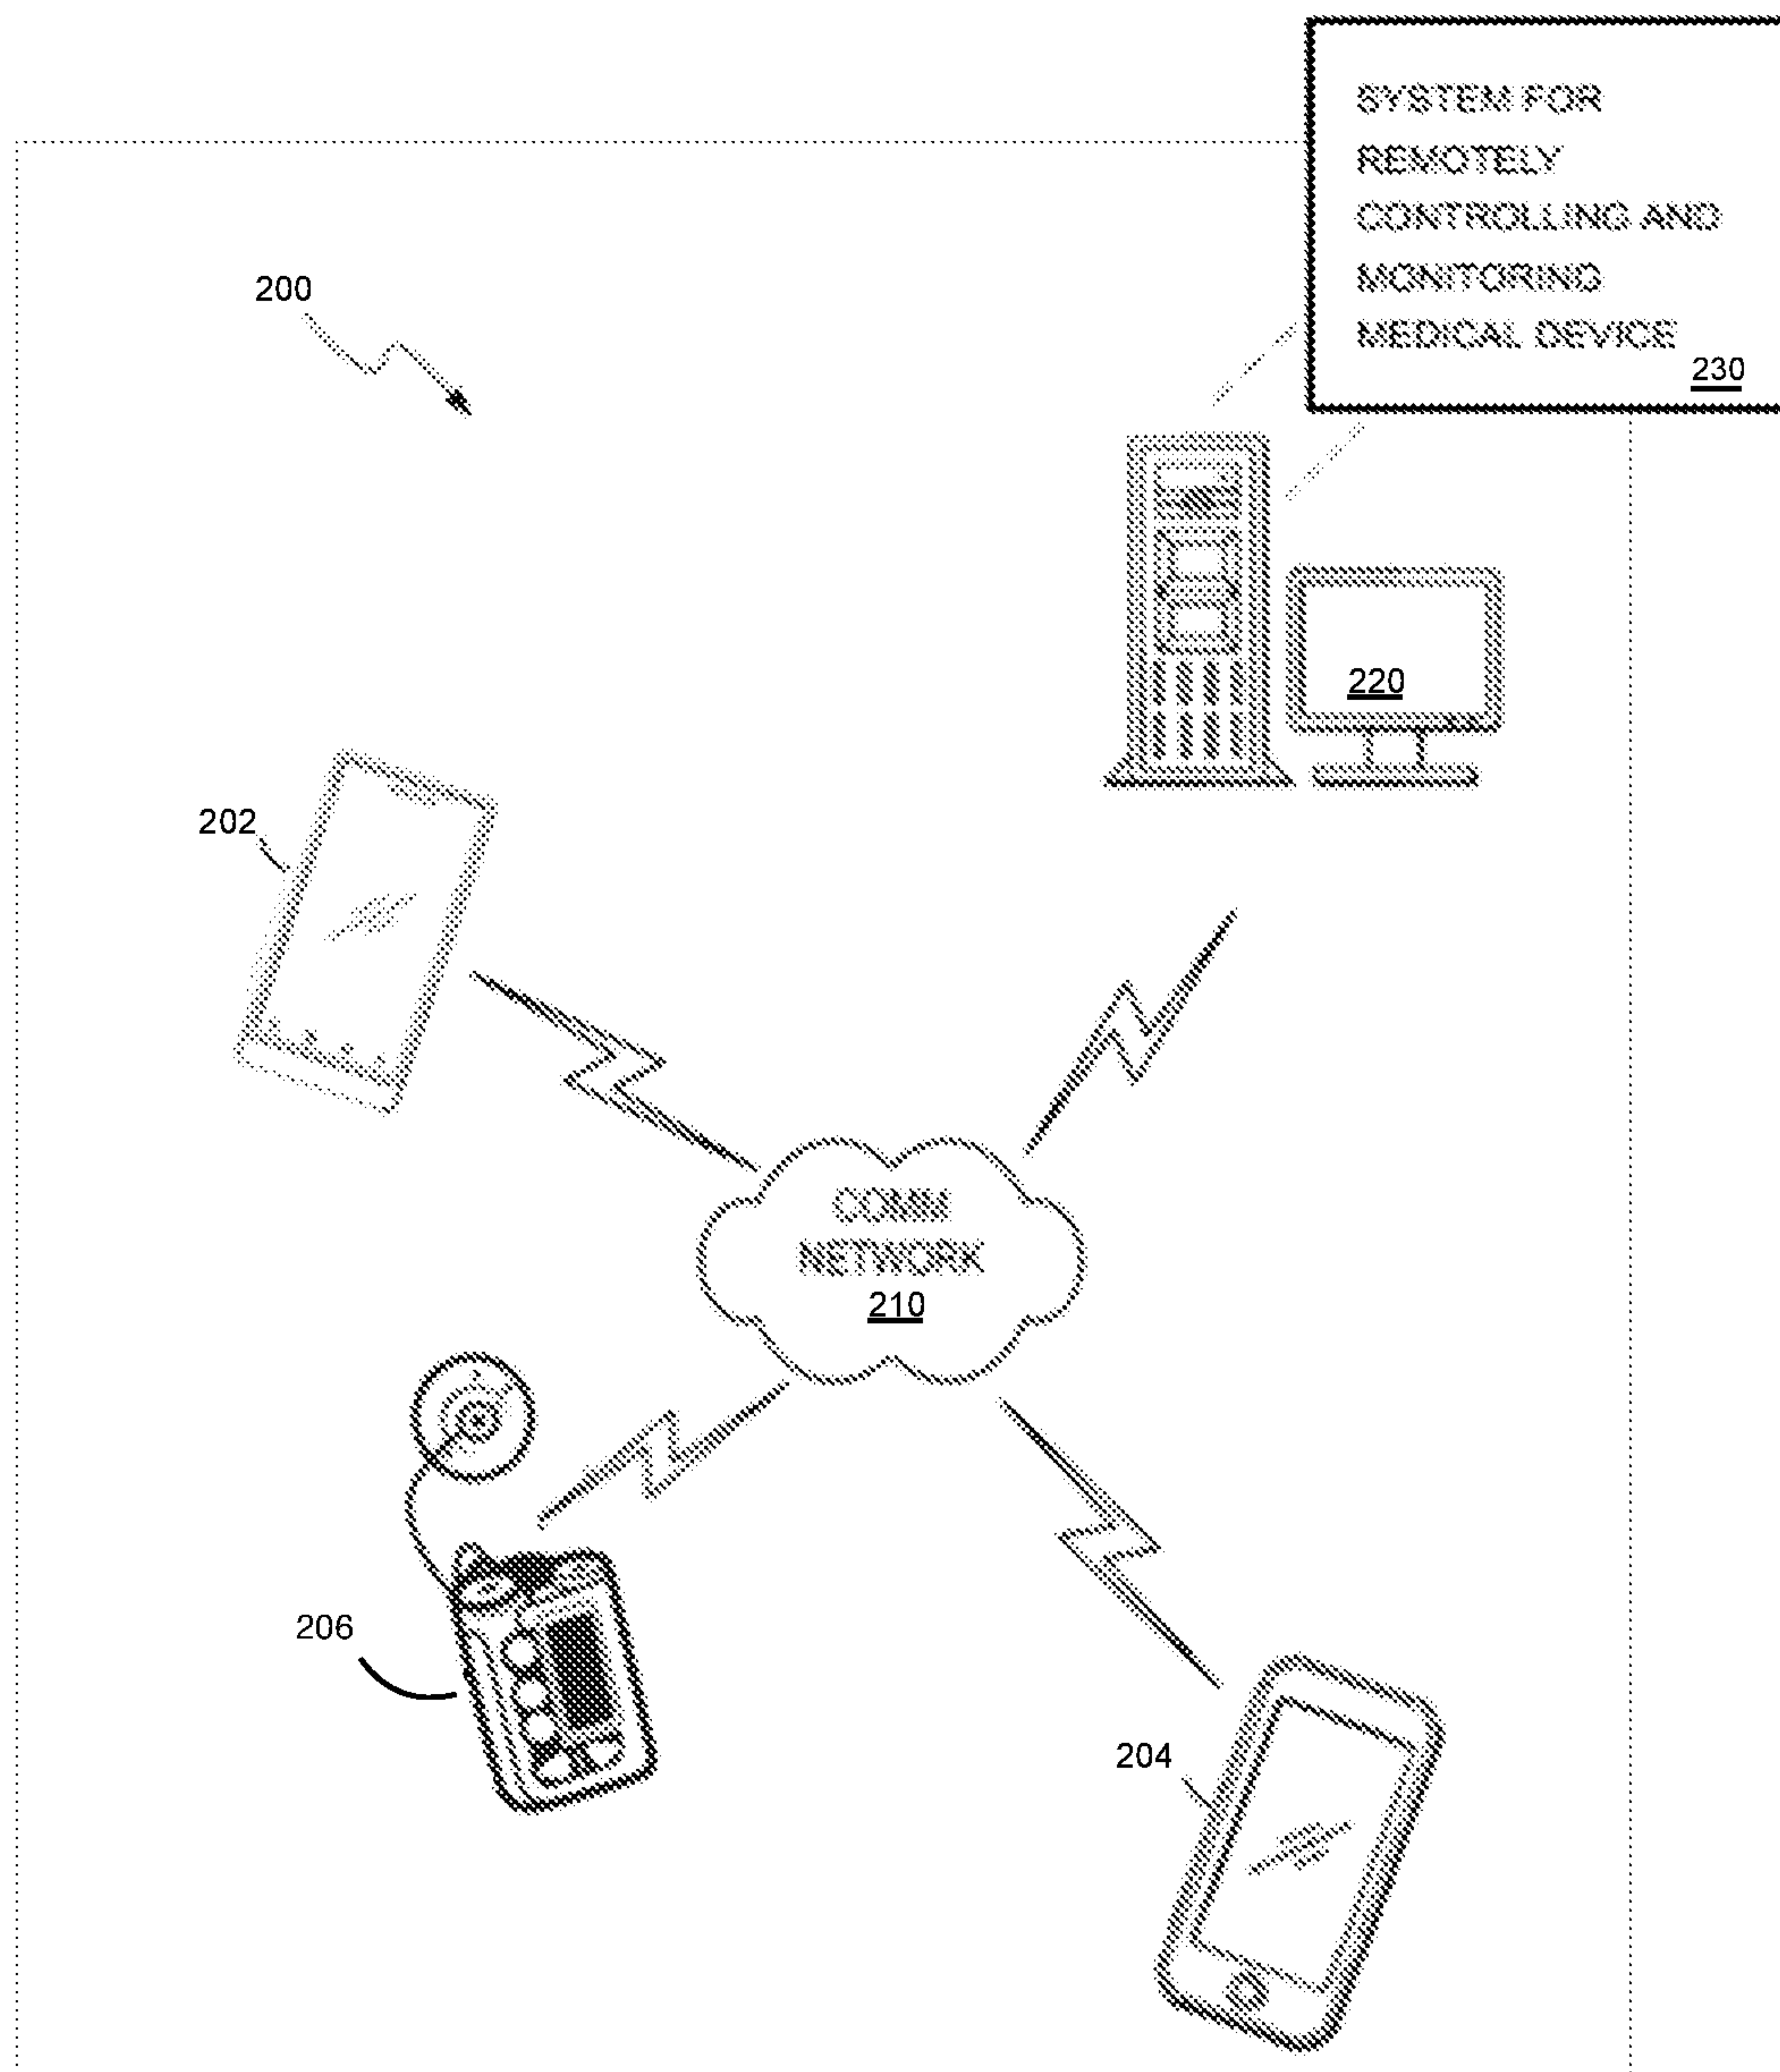 SYSTEM FOR
REMOTELY
CONTROLLING AND
MONITORING
MEDICAL DEVICE
230
200
220
202
COMM
NETWORK
210
206
204